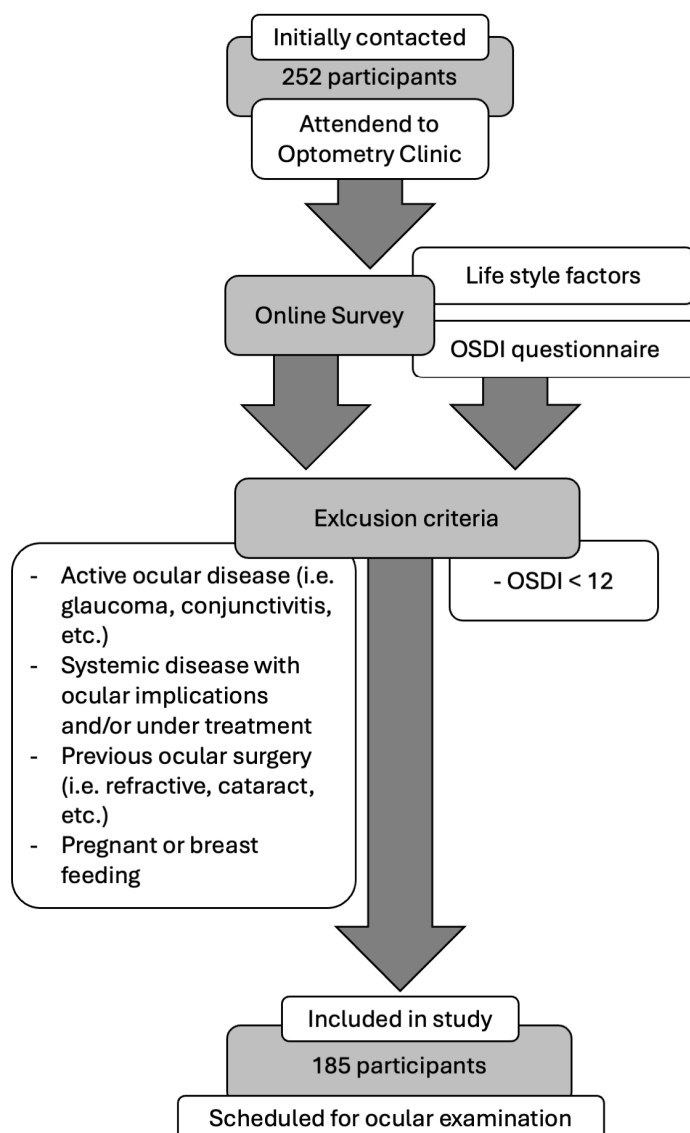 Initially contacted
252 participants
Attendend to
Optometry Clinic
Life style factors
Online Survey
OSDI questionnaire
Exlcusion criteria
- Active ocular disease (i.e.
glaucoma, conjunctivitis,
etc.)
- Systemic disease with
ocular implications
and/or under treatment
- Previous ocular surgery
(i.e. refractive, cataract,
etc.)
- Pregnant or breast
feeding
- OSDI < 12
Included in study
185 participants
Scheduled for ocular examination